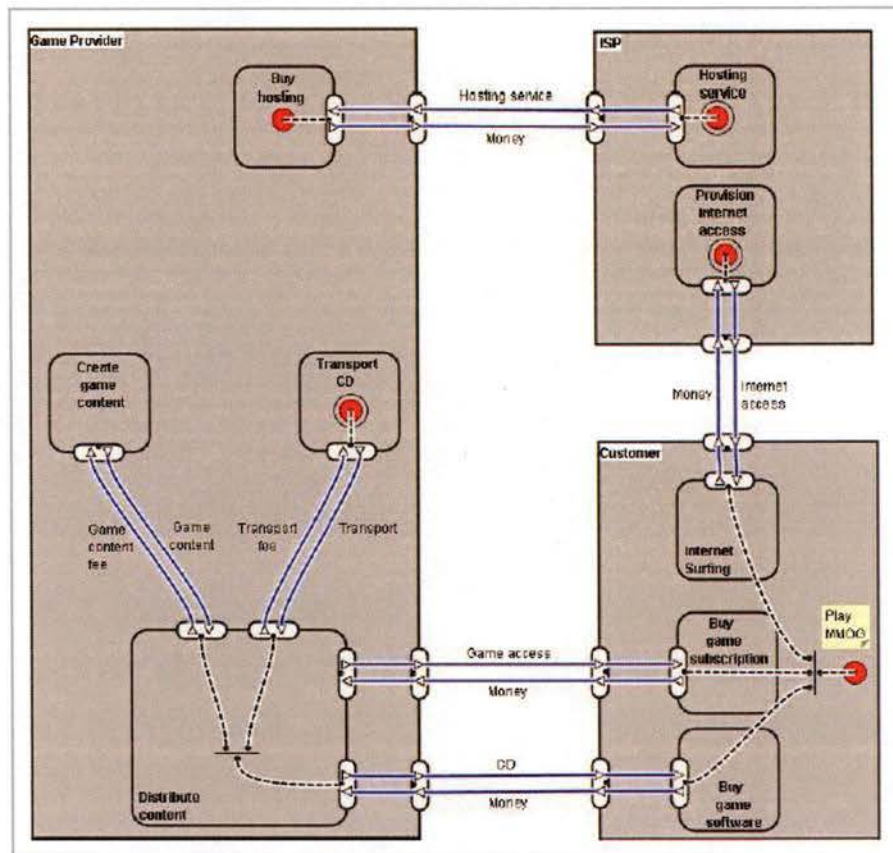 Game Provider
ISP
Buy
hosting
Hosting service
Money
Hosting
service
Provision
Internet
access
Create
game
content
Transport
CD
Money
Internet
access
Customer
Game
content
fee
Game
content
Transport
fee
Transport
Internet
Surfing
Play
MMOG
Buy
game
subscription
Game access
Money
CD
Money
Distribute
content
Buy
game
software